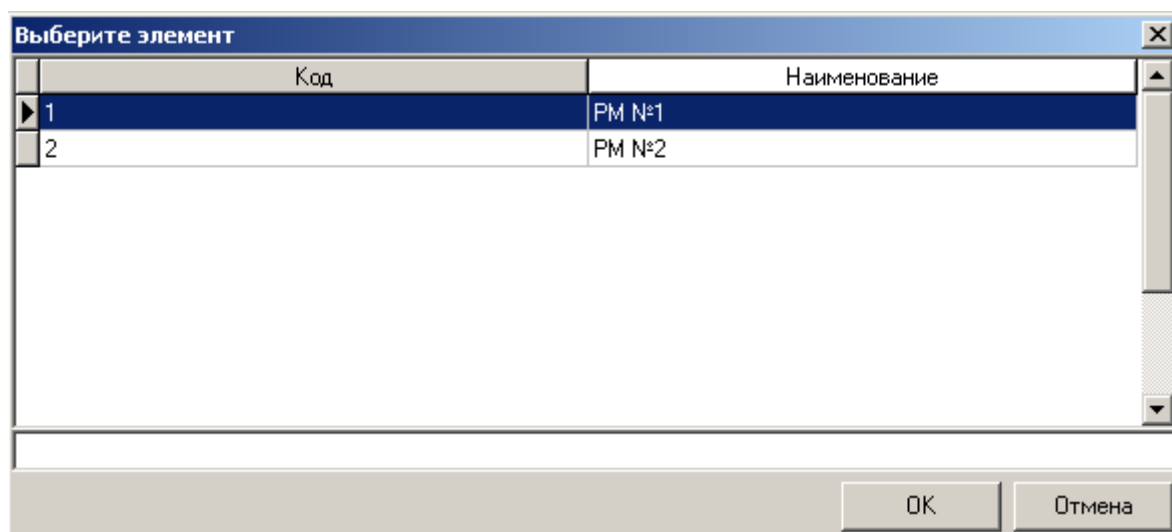 Выберите элемент
Код Наименование
1 РМ №1
2 РМ №2
OK Отмена